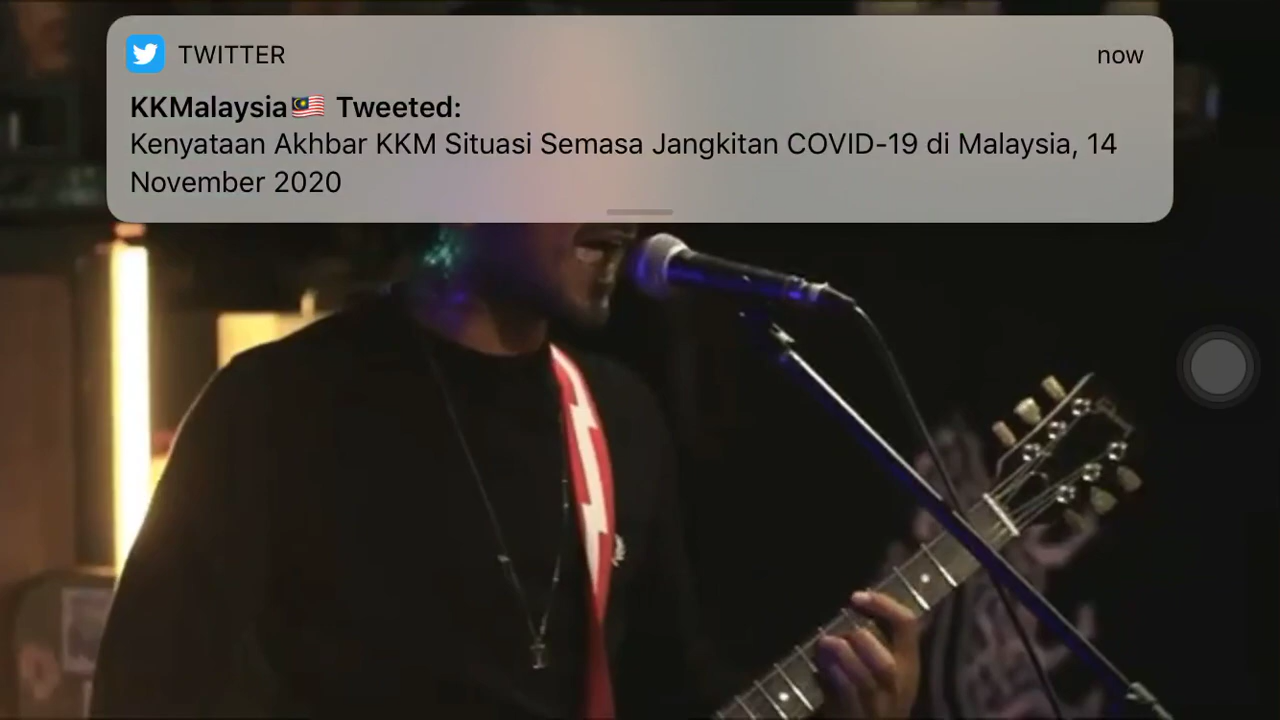 TWITTER
now
KKMalaysia🇲🇾 Tweeted:
Kenyataan Akhbar KKM Situasi Semasa Jangkitan COVID-19 di Malaysia, 14
November 2020